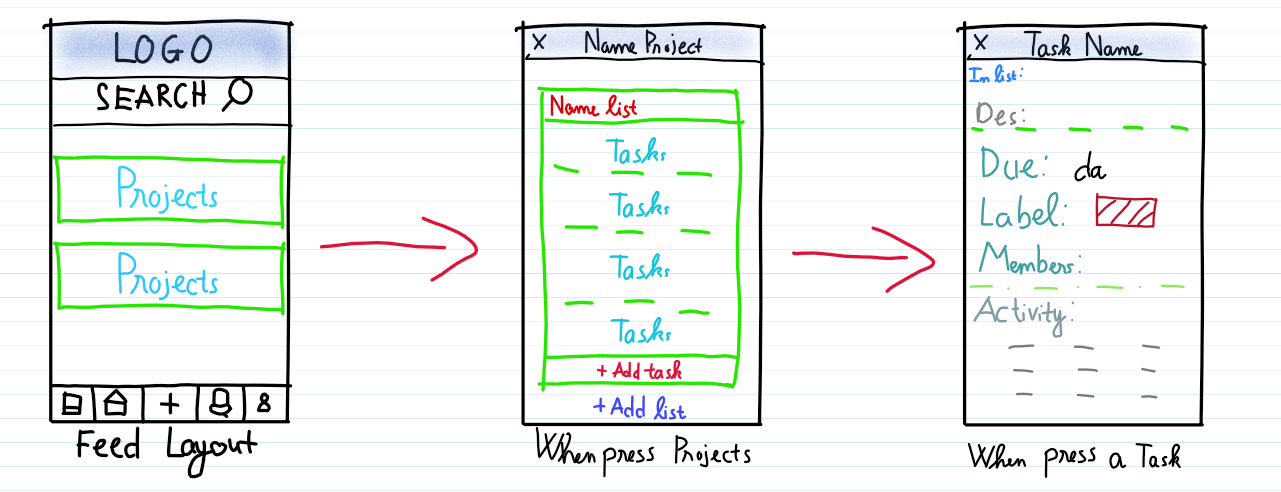 LOGO
SEARCH
Projects
Projects
Feed Layout
X Name Project
Name list
Tasks
Tasks
Tasks
Tasks
+ Add task
+ Add list
When press Projects
X Task Name
In list:
Des:
Due: da
Label:
Members:
Activity:
When press a Task